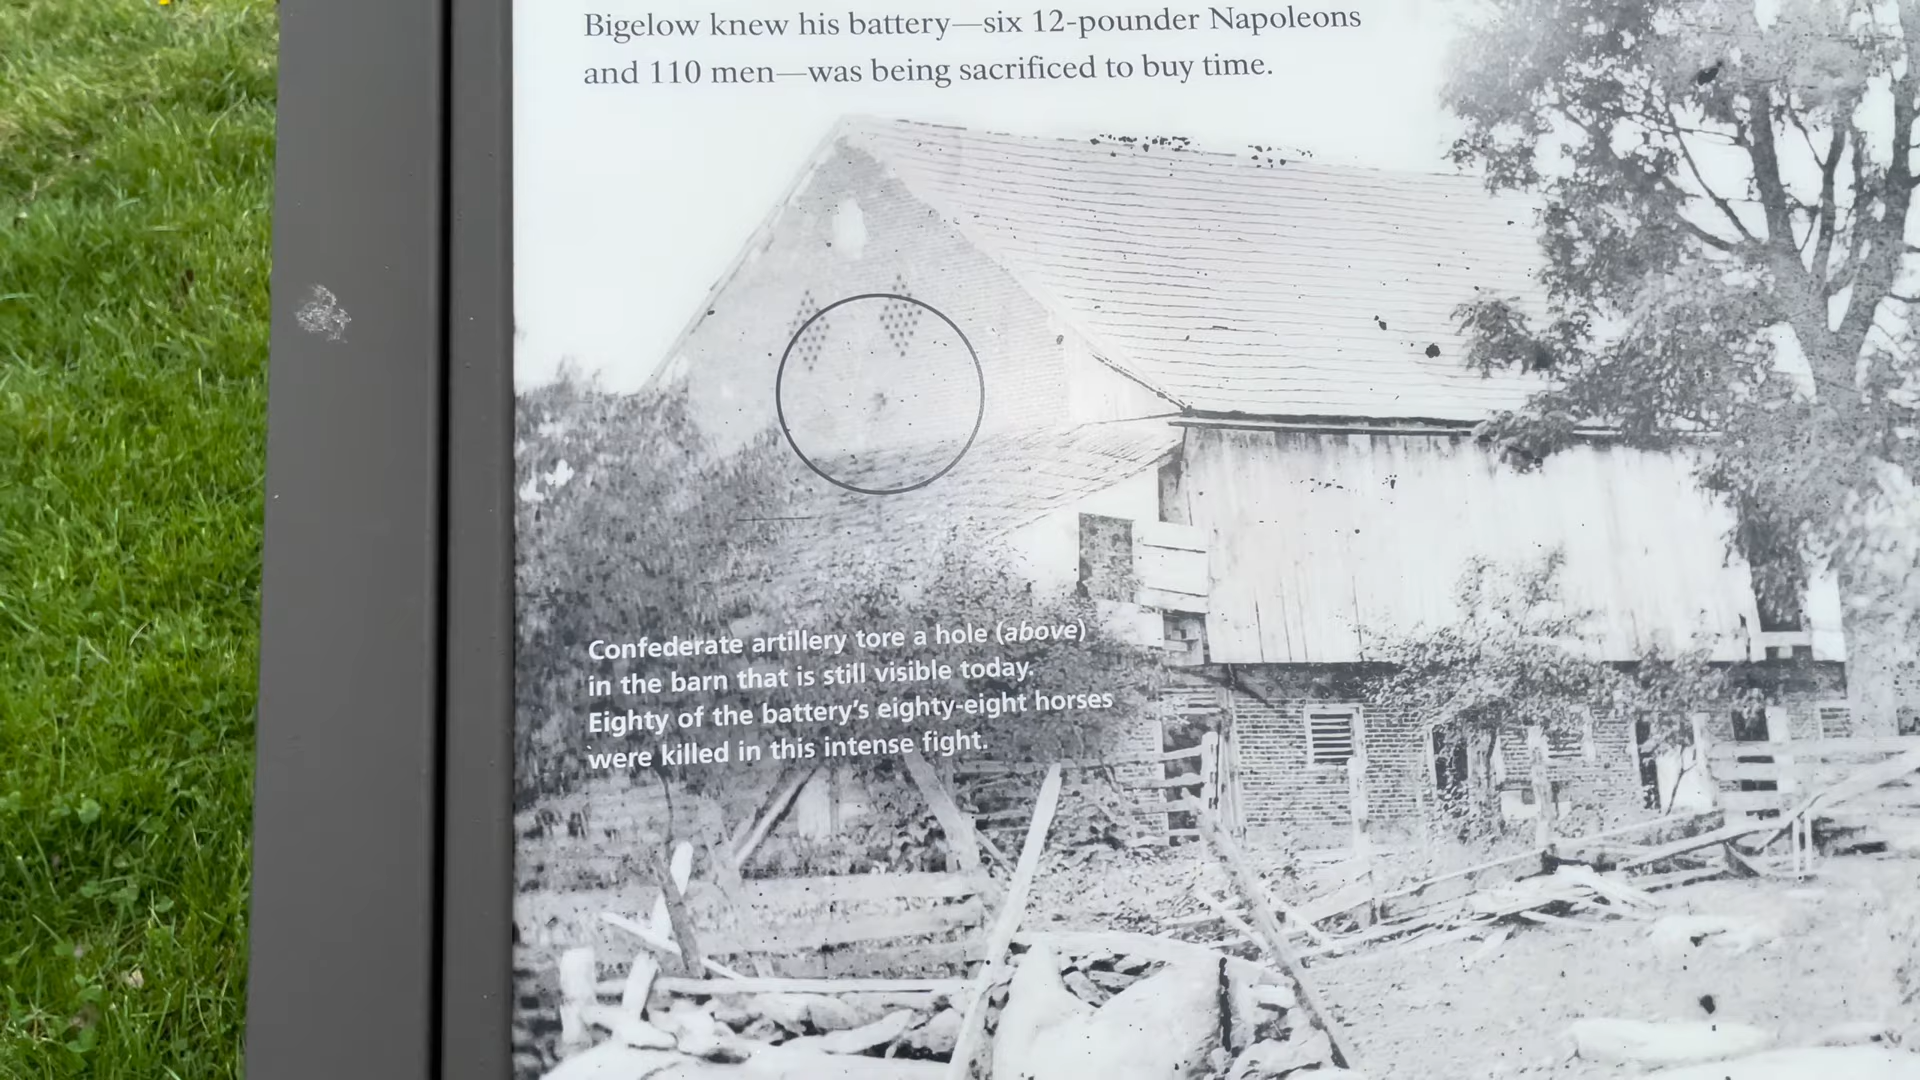 Bigelow knew his battery—six 12-pounder Napoleons
and 110 men—was being sacrificed to buy time.
Confederate artillery tore a hole (above)
in the barn that is still visible today.
Eighty of the battery's eighty-eight horses
were killed in this intense fight.